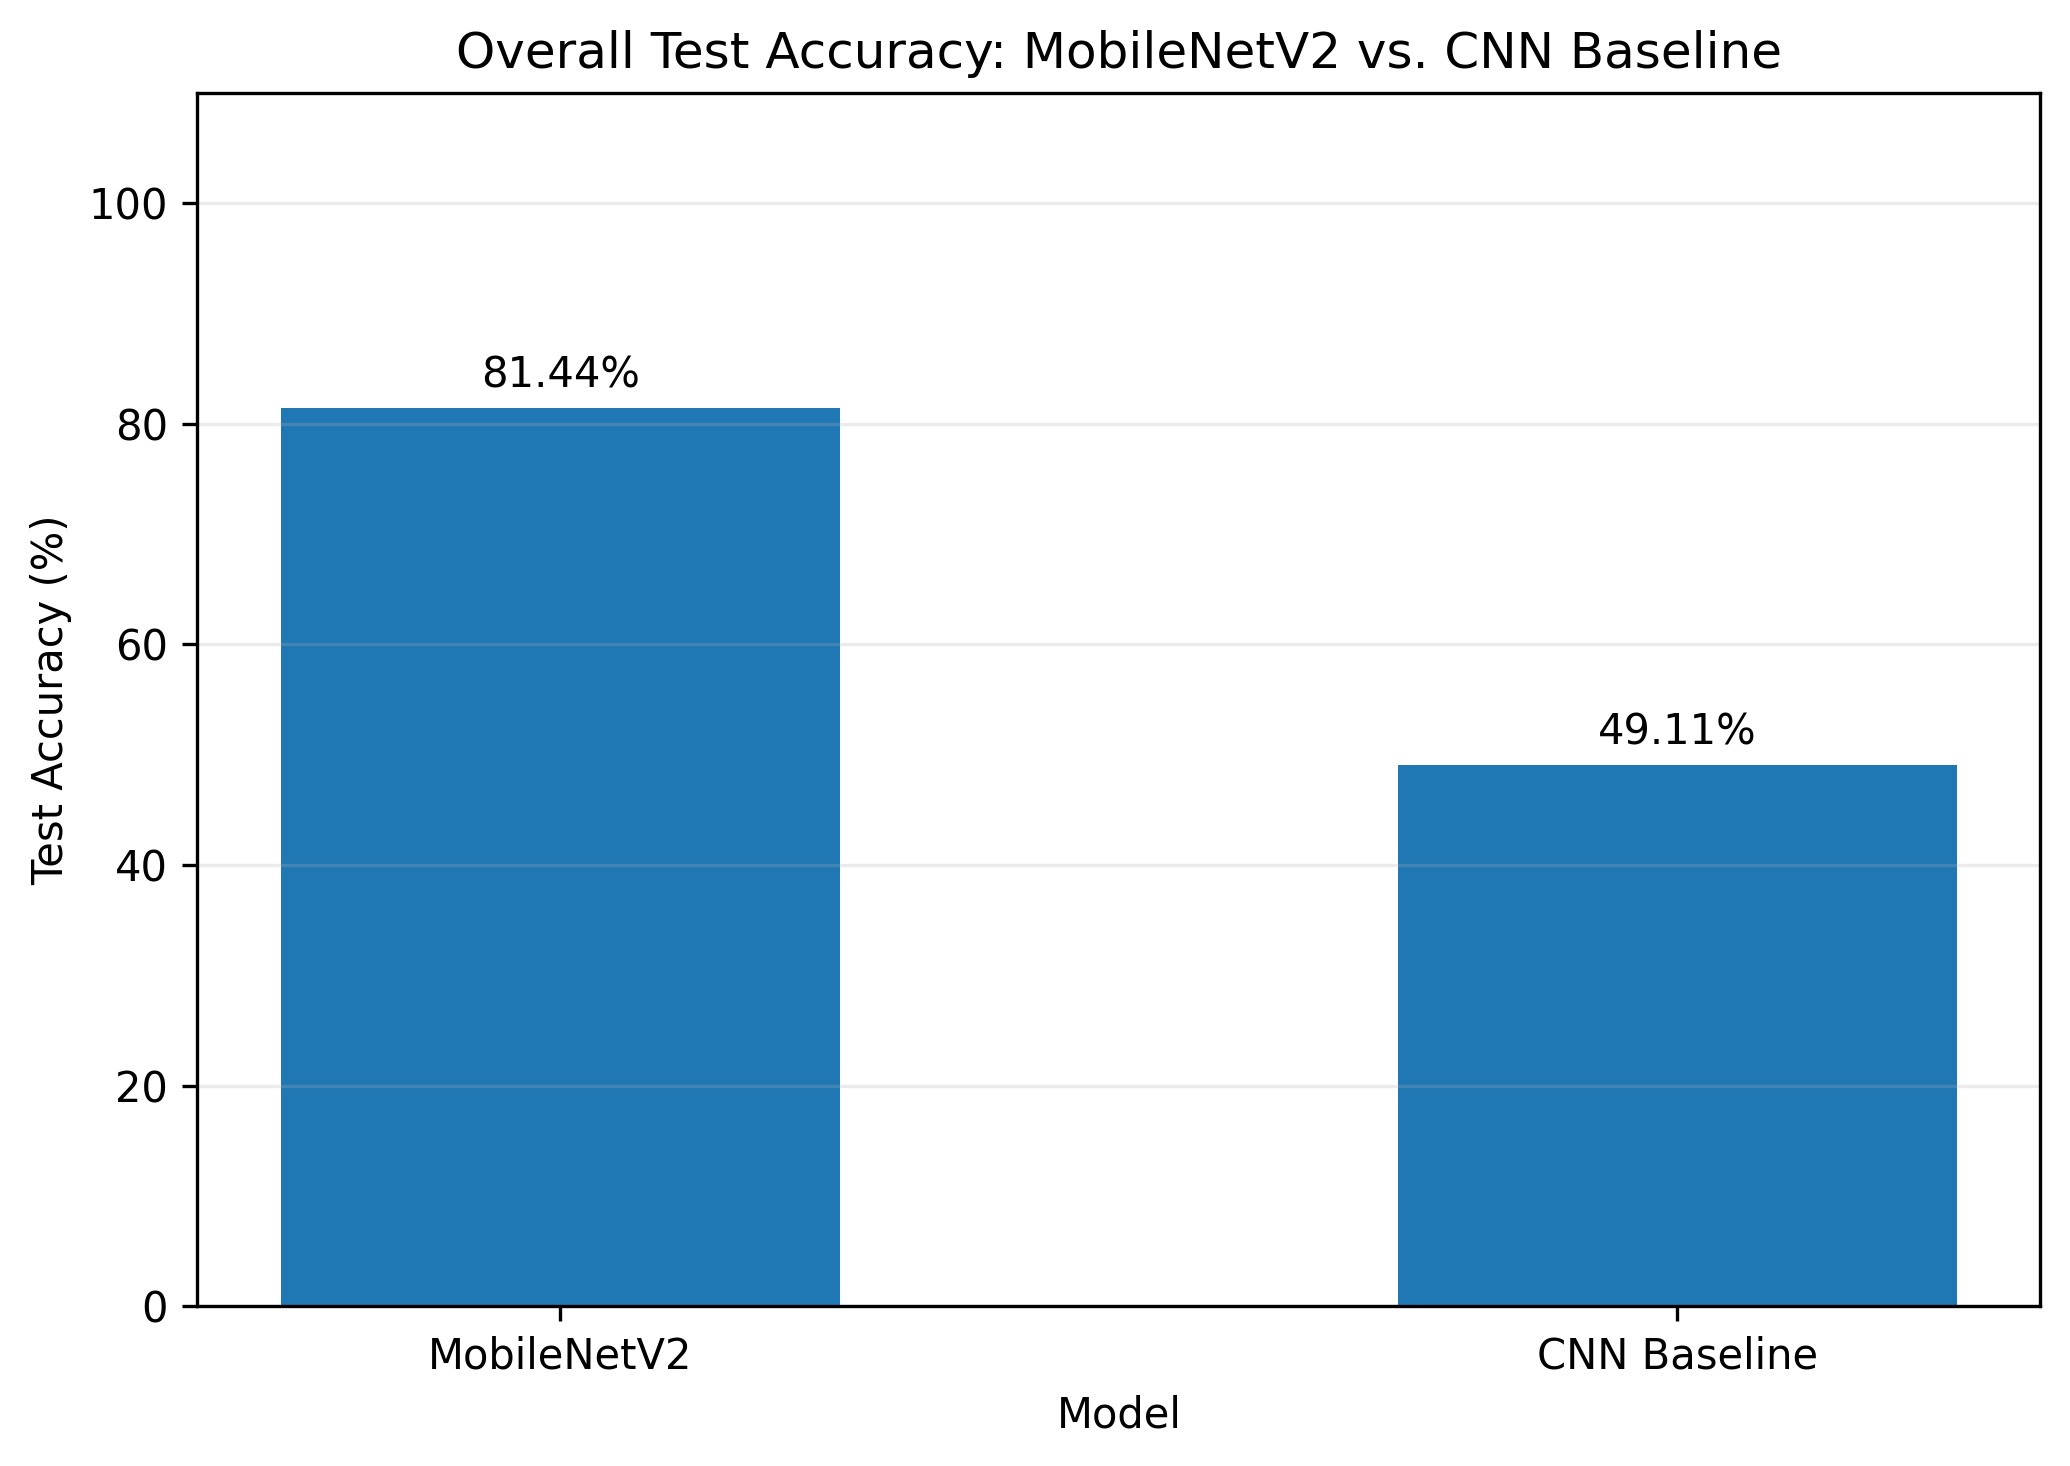 Overall Test Accuracy: MobileNetV2 vs. CNN Baseline
100
80
60
40
20
0
Test Accuracy (%)
81.44%
49.11%
MobileNetV2
CNN Baseline
Model